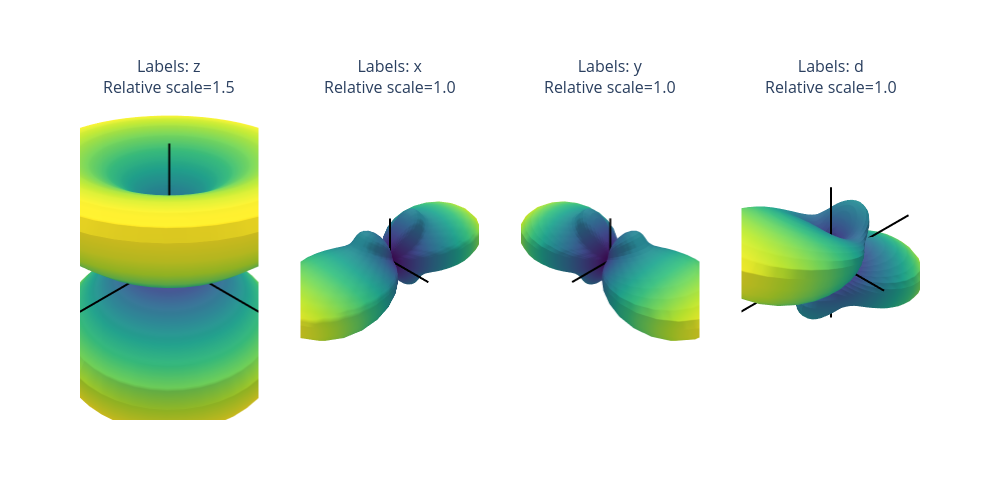 Labels: z
Relative scale=1.5
Labels: x
Relative scale=1.0
Labels: y
Relative scale=1.0
Labels: d
Relative scale=1.0